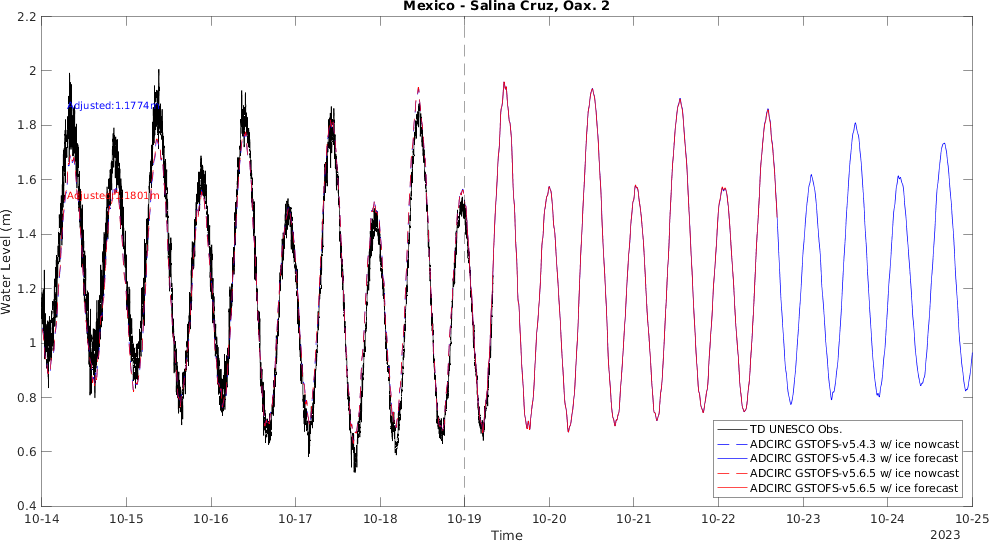 Mexico - Salina Cruz, Oax. 2
Water Level (m)
2.2
2
1.8
1.6
1.4
1.2
1
0.8
0.6
0.4
Adjusted:1.1774m
Adjusted:1.1801m
TD UNESCO Obs.
ADCIRC GSTOFS-v5.4.3 w/ ice nowcast
ADCIRC GSTOFS-v5.4.3 w/ ice forecast
ADCIRC GSTOFS-v5.6.5 w/ ice nowcast
ADCIRC GSTOFS-v5.6.5 w/ ice forecast
10-14 10-15 10-16 10-17 10-18 10-19 10-20 10-21 10-22 10-23 10-24 10-25
Time
2023